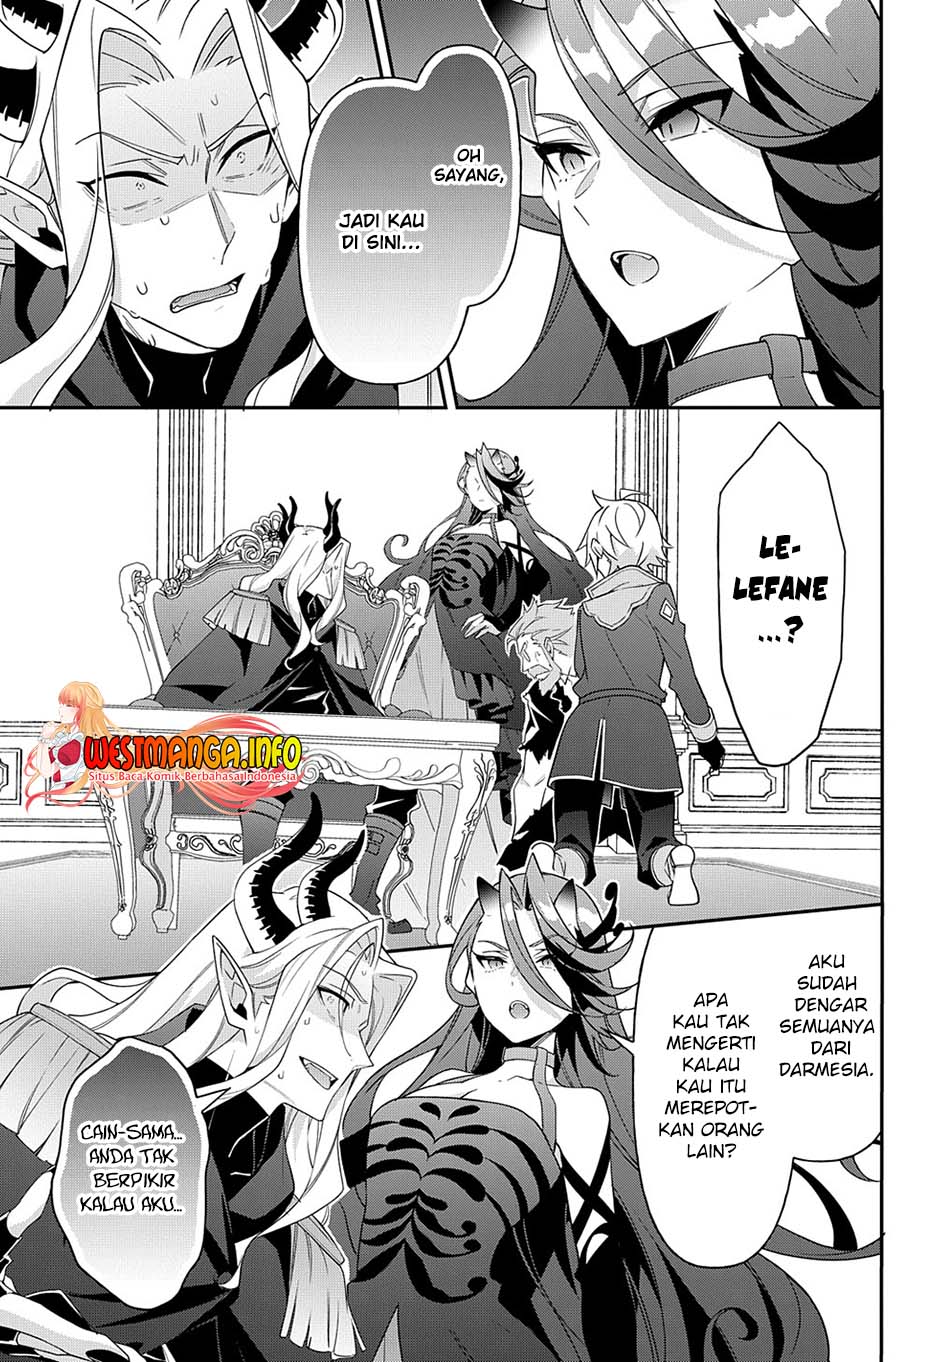 OH
SAYANG,
JADI KAU
DI SINI...
LE-
LEFANE
...?
WESTMANGA.INFO
Situs Baca Komik Berbahasa Indonesia
AKU
SUDAH
DENGAR
SEMUANYA
DARI
DARMESIA.
APA
KAU TAK
MENGERTI
KALAU
KAU ITU
MEREPOT-
KAN ORANG
LAIN?
CAIN-SAMA...
ANDA TAK
BERPIKIR
KALAU AKU...